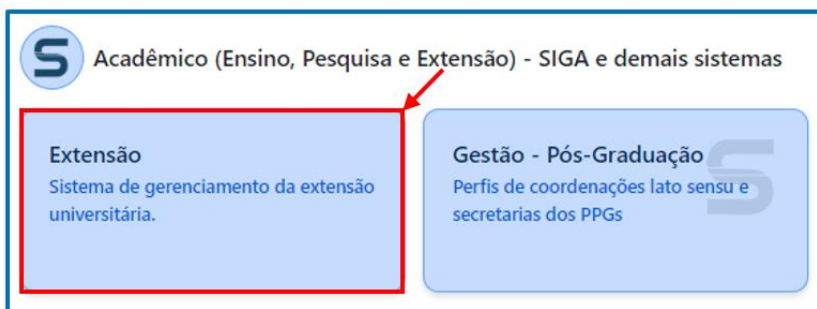 S Acadêmico (Ensino, Pesquisa e Extensão) - SIGA e demais sistemas
Extensão
Sistema de gerenciamento da extensão
universitária.
Gestão - Pós-Graduação
Perfis de coordenações lato sensu e
secretarias dos PPGs
S